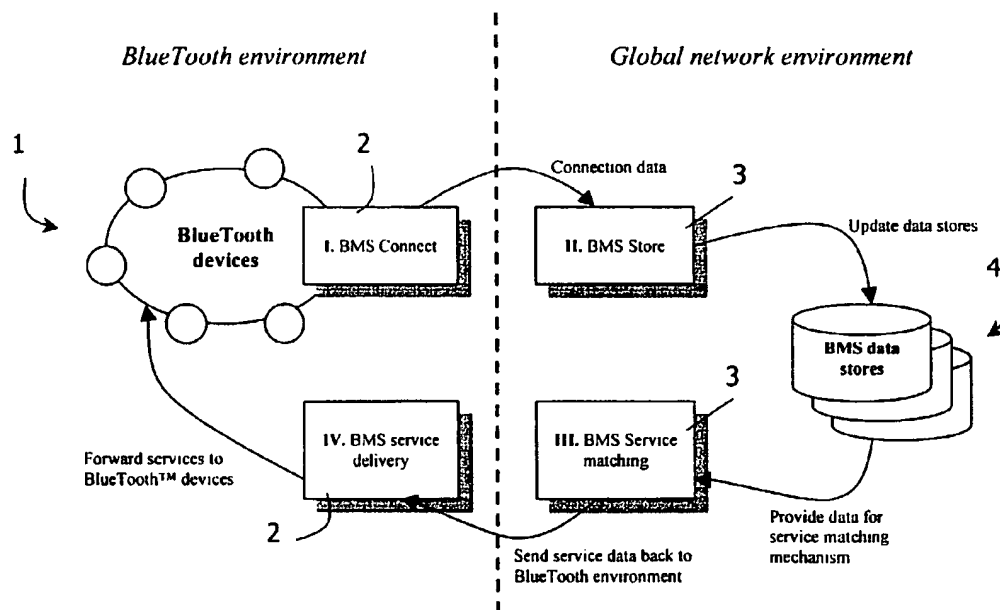 BlueTooth environment
Global network environment
1
2
Connection data
3
BlueTooth
devices
I. BMS Connect
II. BMS Store
Update data stores
4
BMS data
stores
3
IV. BMS service
delivery
III. BMS Service
matching
Forward services to
BlueTooth™ devices
2
Provide data for
service matching
mechanism
Send service data back to
BlueTooth environment